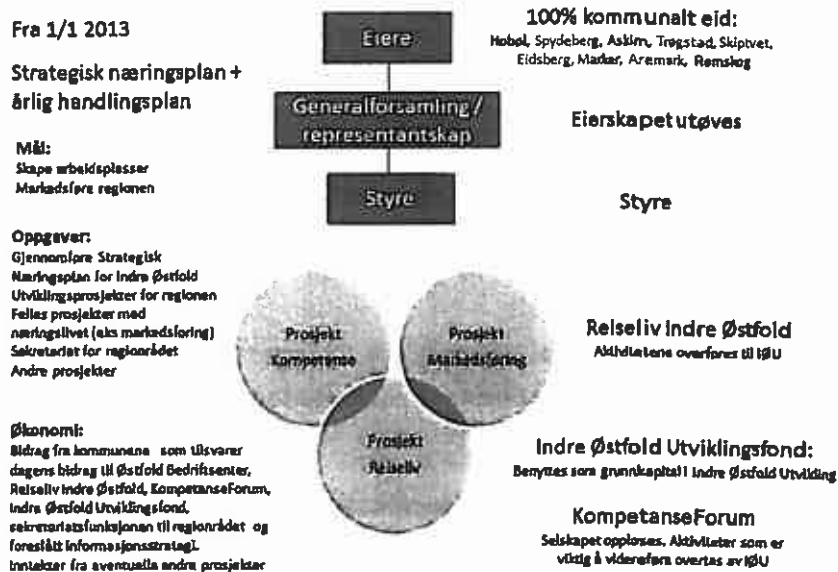 Fra 1/1 2013
Strategisk næringsplan +
årlig handlingsplan
Mål:
Skape arbeidsplasser
Markedsføre regionen
Oppgaver:
Gjennomføre Strategisk
Næringsplan for Indre Østfold
Utviklingsprosjekter for regionen
Felles prosjekter med
næringslivet (eks markedsføring)
Sekretariat for regionrådet
Andre prosjekter
Økonomi:
Bidrag fra kommunene som tilsvarer
dagens bidrag til Østfold Bedriftsenter,
Reiseliv Indre Østfold, KompetanseForum,
Indre Østfold Utviklingsfond,
sekretariatsfunksjonen til regionrådet og
foreslått informasjonsstrategi.
Inntekter fra eventuelle andre prosjekter
Eiere
Generalforsamling /
representantskap
Styre
Prosjekt
Kompetanse
Prosjekt
Markedsføring
Prosjekt
Reiseliv
100% kommunalt eid:
Hobøl, Spydeberg, Askim, Trøgstad, Skiptvet,
Eidsberg, Marker, Aremark, Rømskog
Eierskapet utøves
Styre
Reiseliv Indre Østfold
Aktivitetene overføres til IØU
Indre Østfold Utviklingsfond:
Benyttes som grunnkapital i Indre Østfold Utvikling
KompetanseForum
Selskapet oppløses. Aktiviteter som er
viktig å videreføre overtas av IØU